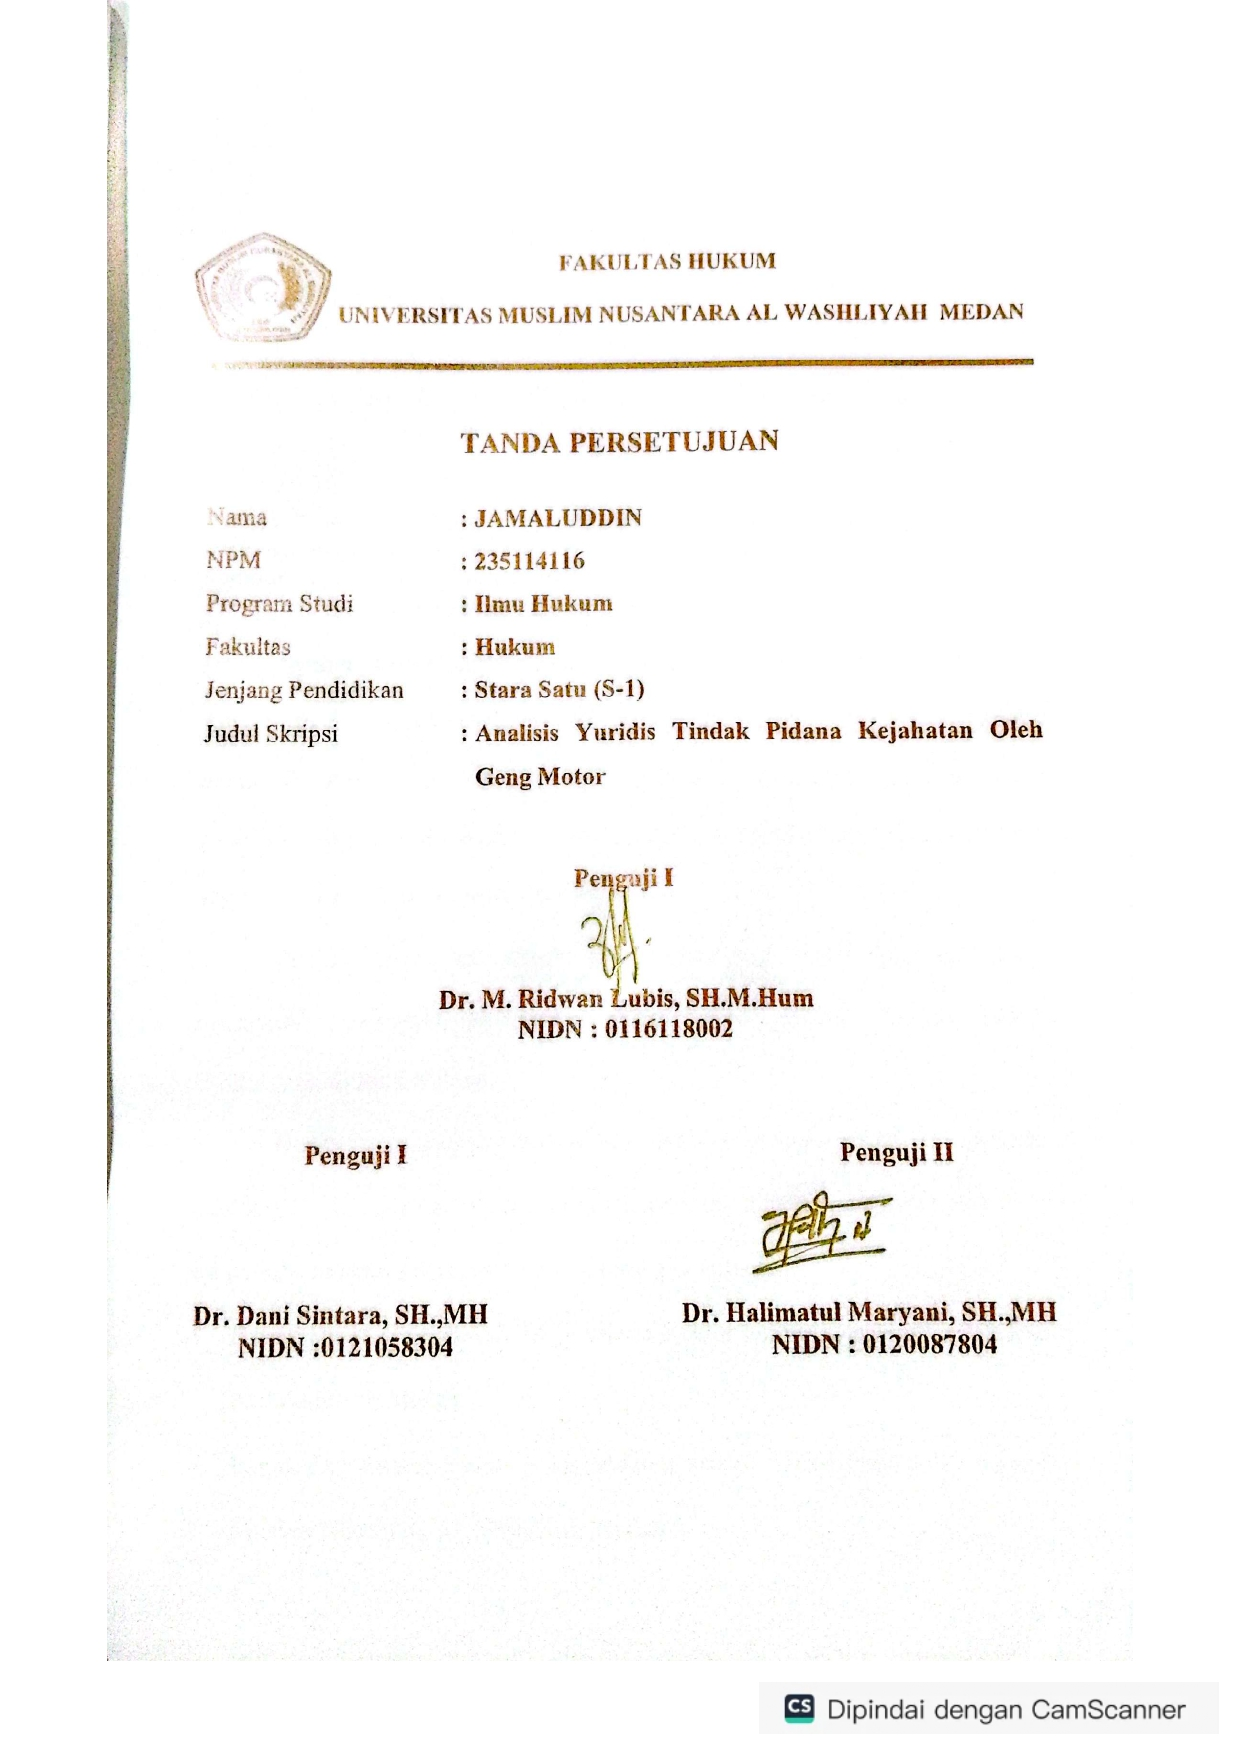 FAKULTAS HUKUM
UNIVERSITAS MUSLIM NUSANTARA AL WASHLIYAH MEDAN
TANDA PERSETUJUAN
Nama : JAMALUDDIN
NPM : 235114116
Program Studi : Ilmu Hukum
Fakultas : Hukum
Jenjang Pendidikan : Stara Satu (S-1)
Judul Skripsi : Analisis Yuridis Tindak Pidana Kejahatan Oleh
Geng Motor
Penguji I
Dr. M. Ridwan Lubis, SH.M.Hum
NIDN : 0116118002
Penguji I
Penguji II
Dr. Dani Sintara, SH.,MH
NIDN :0121058304
Dr. Halimatul Maryani, SH.,MH
NIDN : 0120087804
CS Dipindai dengan CamScanner